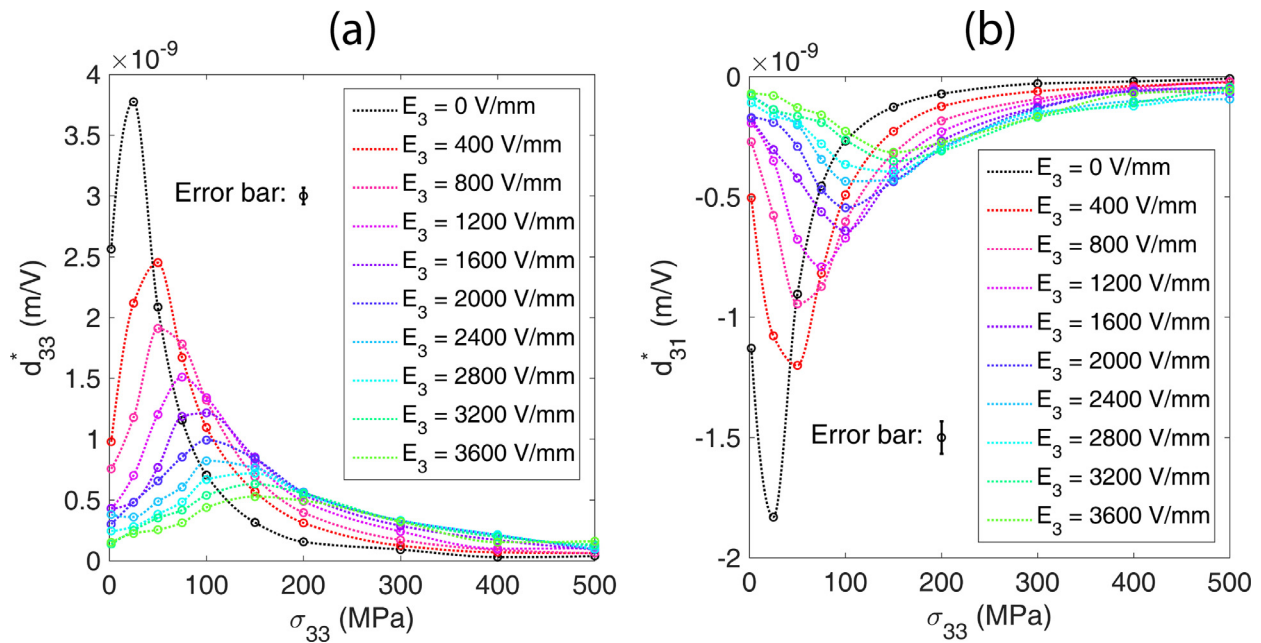 (a)
×10⁻⁹
4
3.5
3
2.5
2
1.5
1
0.5
0
0
100
200
300
400
500
d*₃₃ (m/V)
σ₃₃ (MPa)
Error bar:
E₃ = 0 V/mm
E₃ = 400 V/mm
E₃ = 800 V/mm
E₃ = 1200 V/mm
E₃ = 1600 V/mm
E₃ = 2000 V/mm
E₃ = 2400 V/mm
E₃ = 2800 V/mm
E₃ = 3200 V/mm
E₃ = 3600 V/mm
(b)
×10⁻⁹
0
-0.5
-1
-1.5
-2
0
100
200
300
400
500
d*₃₁ (m/V)
σ₃₃ (MPa)
Error bar:
E₃ = 0 V/mm
E₃ = 400 V/mm
E₃ = 800 V/mm
E₃ = 1200 V/mm
E₃ = 1600 V/mm
E₃ = 2000 V/mm
E₃ = 2400 V/mm
E₃ = 2800 V/mm
E₃ = 3200 V/mm
E₃ = 3600 V/mm